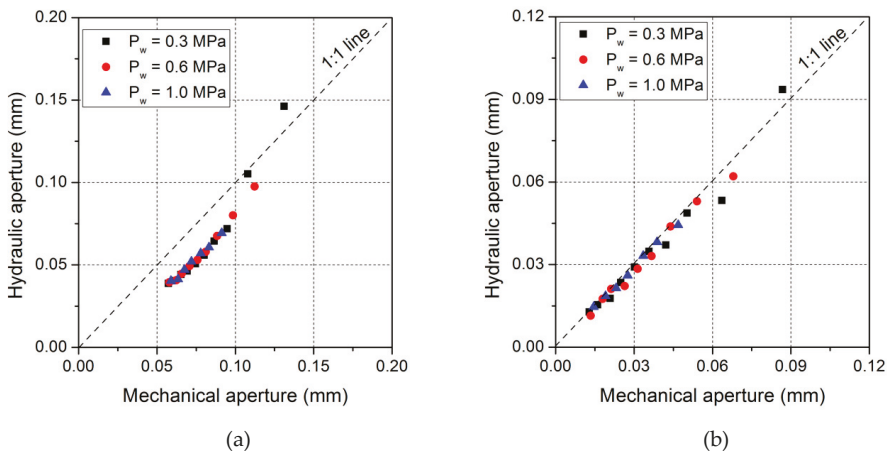 0.20
0.15
0.10
0.05
0.00
Hydraulic aperture (mm)
P_w = 0.3 MPa
P_w = 0.6 MPa
P_w = 1.0 MPa
1:1 line
0.00 0.05 0.10 0.15 0.20
Mechanical aperture (mm)
(a)
0.12
0.09
0.06
0.03
0.00
Hydraulic aperture (mm)
P_w = 0.3 MPa
P_w = 0.6 MPa
P_w = 1.0 MPa
1:1 line
0.00 0.03 0.06 0.09 0.12
Mechanical aperture (mm)
(b)